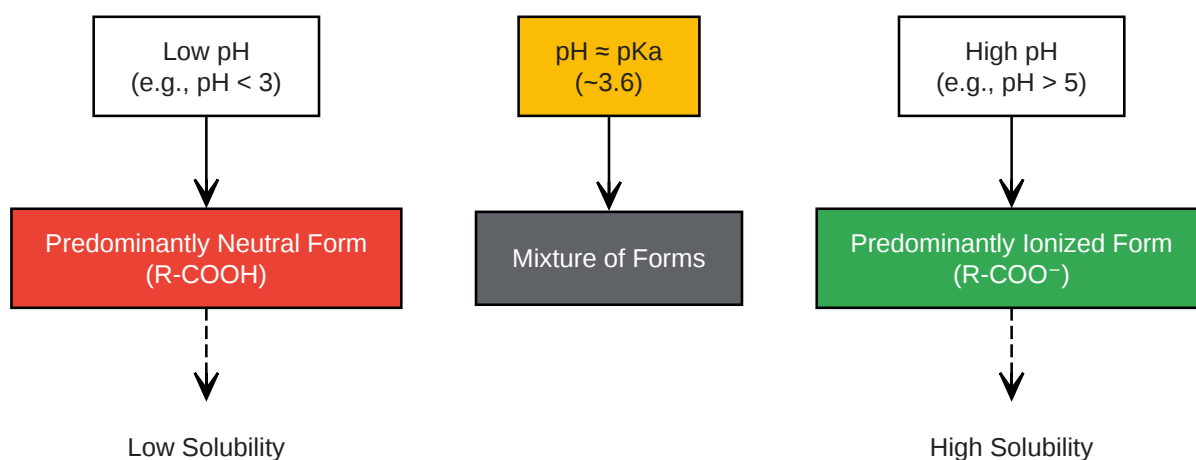 Low pH
(e.g., pH < 3)
pH ≈ pKa
(~3.6)
High pH
(e.g., pH > 5)
Predominantly Neutral Form
(R-COOH)
Mixture of Forms
Predominantly Ionized Form
(R-COO⁻)
Low Solubility
High Solubility